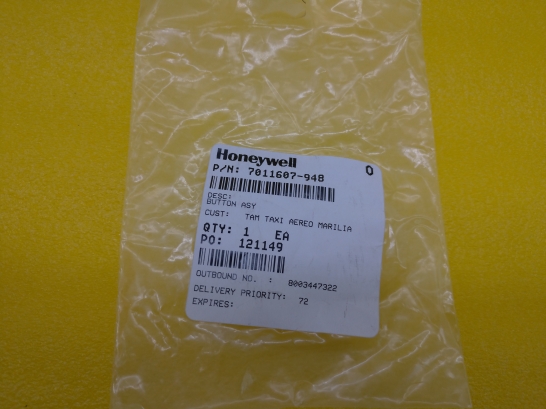 Honeywell
O
P/N: 7011607-948
DESC:
BUTTON ASY
CUST: TAM TAXI AEREO MARILIA
QTY: 1 EA
PO: 121149
OUTBOUND NO. : 8003447322
DELIVERY PRIORITY: 72
EXPIRES: